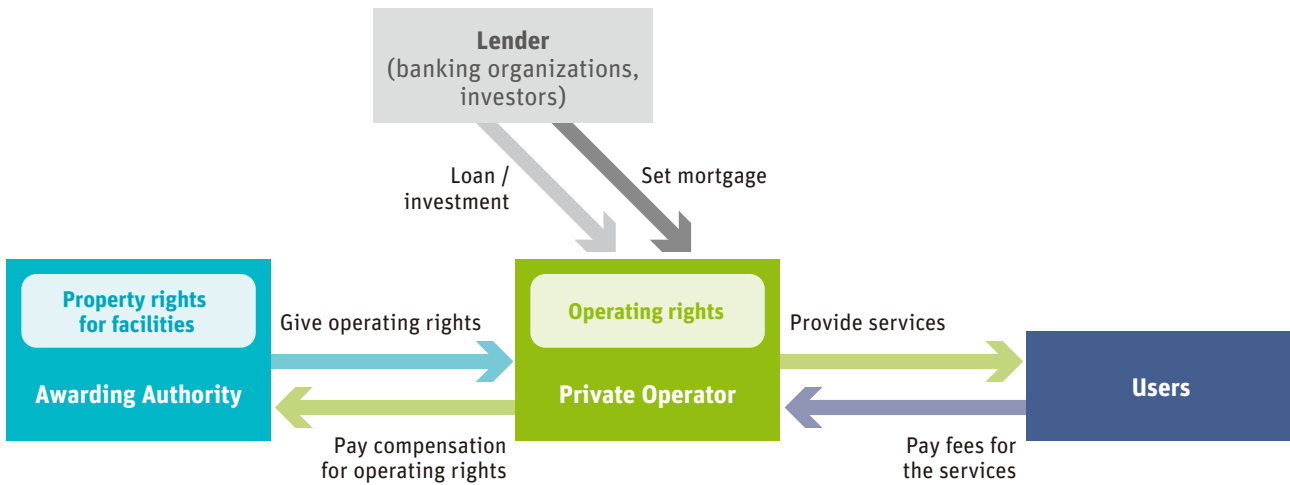 Lender
(banking organizations,
investors)
Loan /
investment
Set mortgage
Property rights
for facilities
Awarding Authority
Give operating rights
Pay compensation
for operating rights
Operating rights
Private Operator
Provide services
Pay fees for
the services
Users